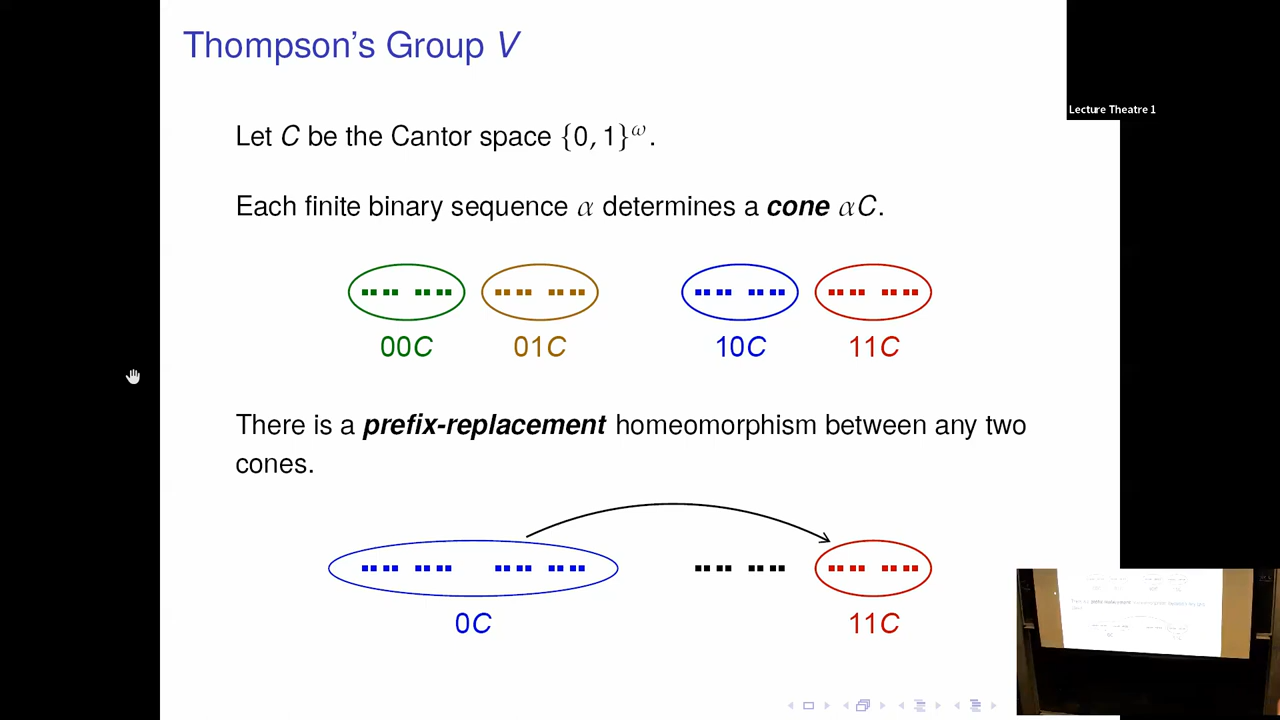 Thompson's Group V
Lecture Theatre 1
Let C be the Cantor space {0, 1}^ω.
Each finite binary sequence α determines a cone αC.
00C 01C 10C 11C
There is a prefix-replacement homeomorphism between any two
cones.
0C 11C